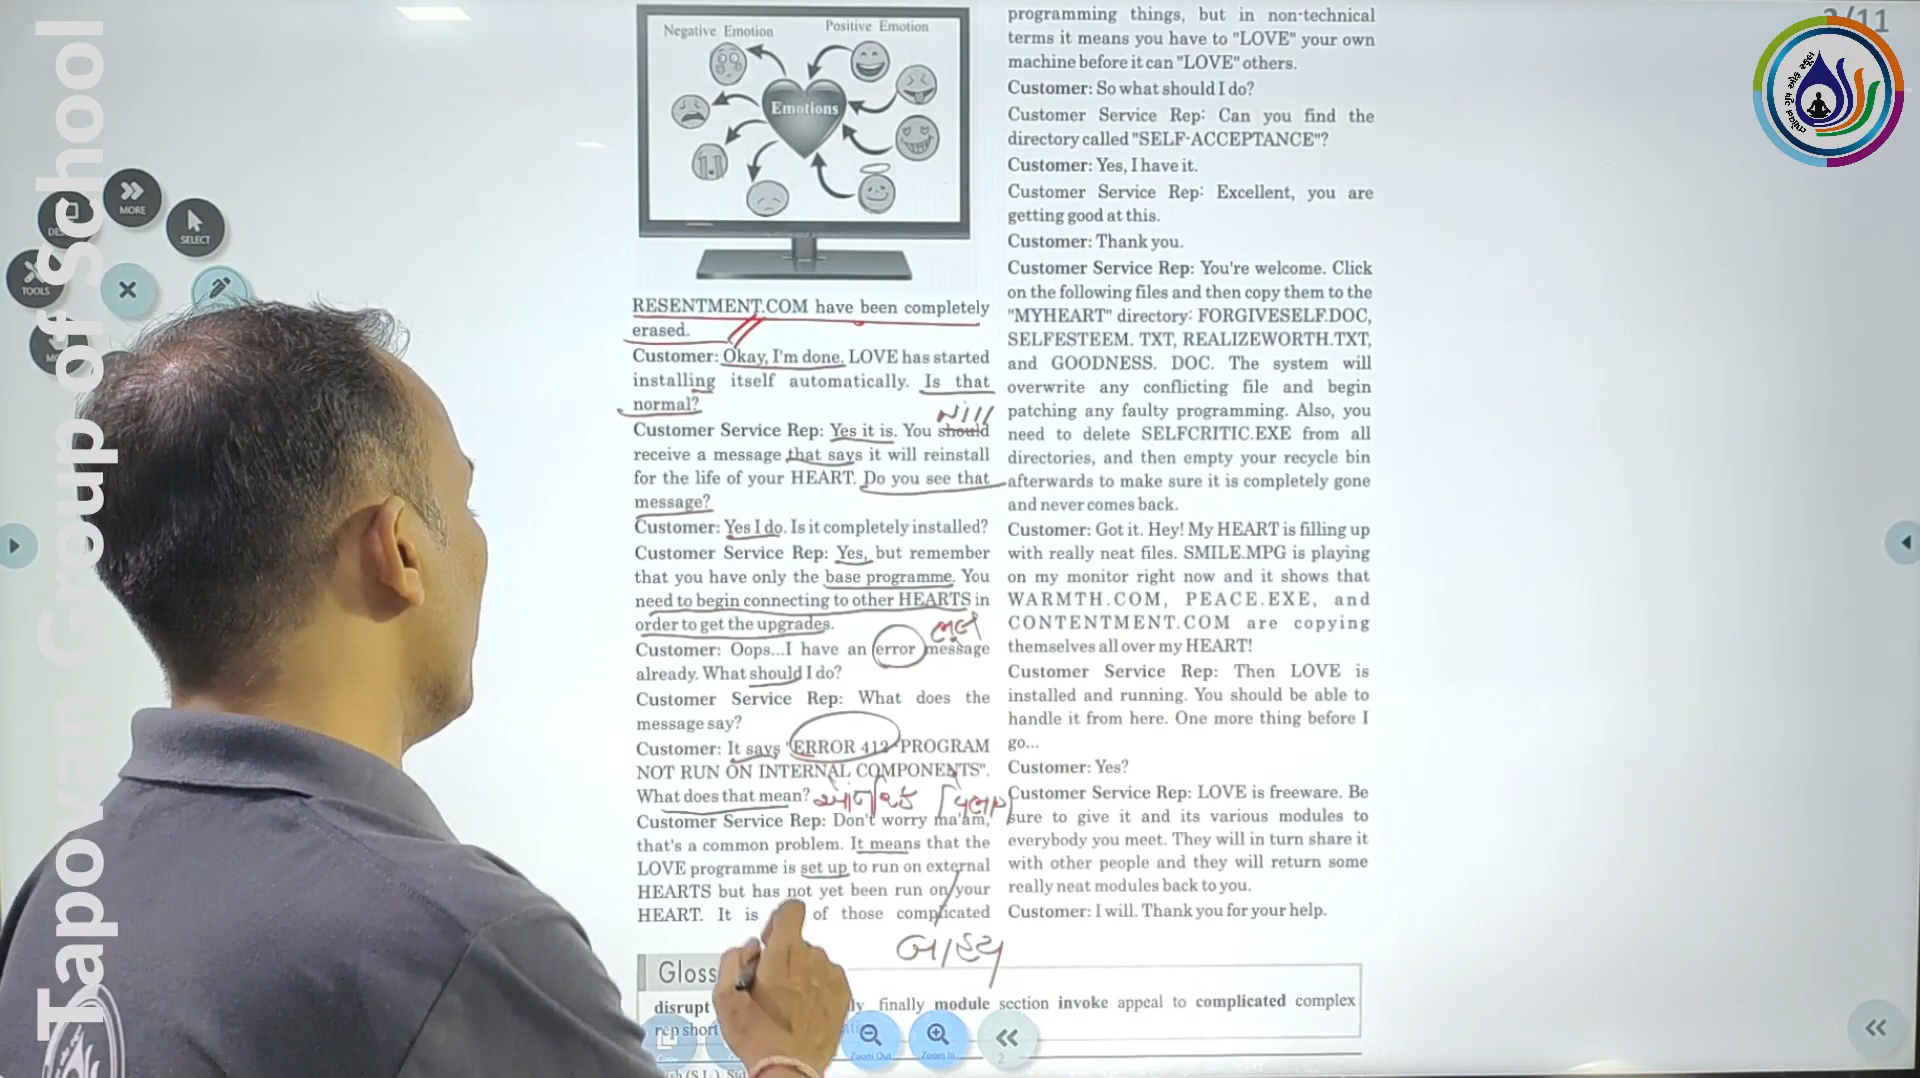 Tapovan Group of School
2/11
Negative Emotion
Positive Emotion
Emotions
MORE
SELECT
TOOLS
RESENTMENT.COM have been completely
erased.
Customer: Okay, I'm done. LOVE has started
installing itself automatically. Is that
normal?
Customer Service Rep: Yes it is. You should
receive a message that says it will reinstall
for the life of your HEART. Do you see that
message?
Customer: Yes I do. Is it completely installed?
Customer Service Rep: Yes, but remember
that you have only the base programme. You
need to begin connecting to other HEARTS in
order to get the upgrades.
Customer: Oops...I have an error message
already. What should I do?
Customer Service Rep: What does the
message say?
Customer: It says "ERROR 412-PROGRAM
NOT RUN ON INTERNAL COMPONENTS".
What does that mean?
Customer Service Rep: Don't worry ma'am,
that's a common problem. It means that the
LOVE programme is set up to run on external
HEARTS but has not yet been run on your
HEART. It is of those complicated
બાહ્ય
programming things, but in non-technical
terms it means you have to "LOVE" your own
machine before it can "LOVE" others.
Customer: So what should I do?
Customer Service Rep: Can you find the
directory called "SELF-ACCEPTANCE"?
Customer: Yes, I have it.
Customer Service Rep: Excellent, you are
getting good at this.
Customer: Thank you.
Customer Service Rep: You're welcome. Click
on the following files and then copy them to the
"MYHEART" directory: FORGIVESELF.DOC,
SELFESTEEM. TXT, REALIZEWORTH.TXT,
and GOODNESS. DOC. The system will
overwrite any conflicting file and begin
patching any faulty programming. Also, you
need to delete SELFCRITIC.EXE from all
directories, and then empty your recycle bin
afterwards to make sure it is completely gone
and never comes back.
Customer: Got it. Hey! My HEART is filling up
with really neat files. SMILE.MPG is playing
on my monitor right now and it shows that
WARMTH.COM, PEACE.EXE, and
CONTENTMENT.COM are copying
themselves all over my HEART!
Customer Service Rep: Then LOVE is
installed and running. You should be able to
handle it from here. One more thing before I
go...
Customer: Yes?
Customer Service Rep: LOVE is freeware. Be
sure to give it and its various modules to
everybody you meet. They will in turn share it
with other people and they will return some
really neat modules back to you.
Customer: I will. Thank you for your help.
Gloss
disrupt ly finally module section invoke appeal to complicated complex
rep short
Zoom Out
Zoom In
2